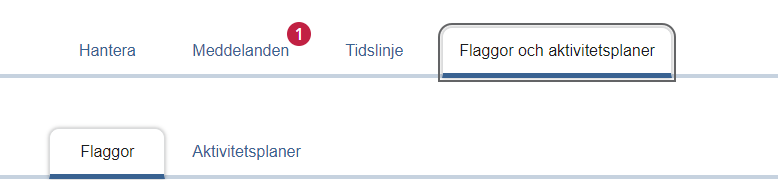 Hantera Meddelanden 1 Tidslinje Flaggor och aktivitetsplaner
Flaggor Aktivitetsplaner